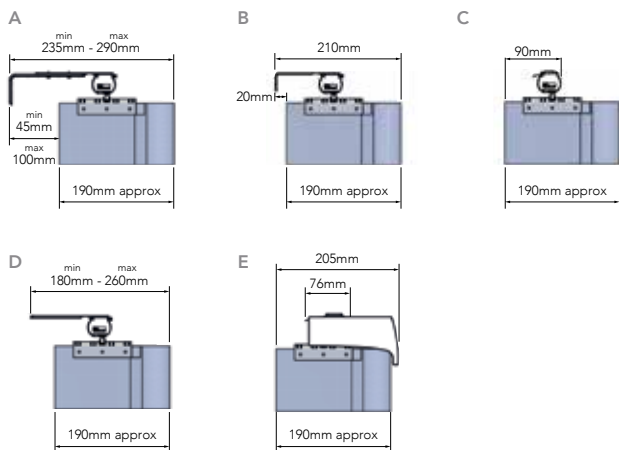 A
min max
235mm - 290mm
min
45mm
max
100mm
190mm approx
B
210mm
20mm
190mm approx
C
90mm
190mm approx
D
min max
180mm - 260mm
190mm approx
E
205mm
76mm
190mm approx